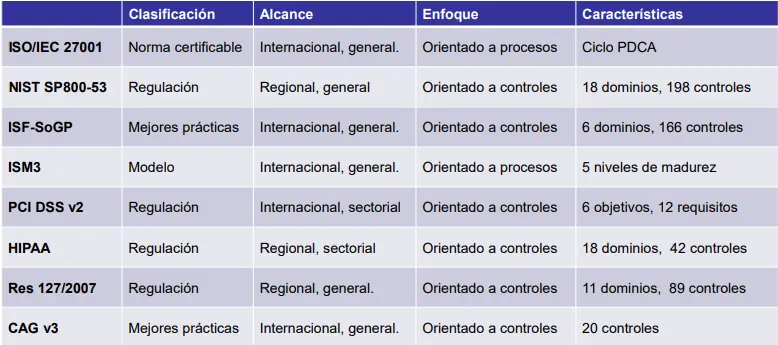 Clasificación Alcance Enfoque Características
ISO/IEC 27001 Norma certificable Internacional, general. Orientado a procesos Ciclo PDCA
NIST SP800-53 Regulación Regional, general Orientado a controles 18 dominios, 198 controles
ISF-SoGP Mejores prácticas Internacional, general. Orientado a controles 6 dominios, 166 controles
ISM3 Modelo Internacional, general. Orientado a procesos 5 niveles de madurez
PCI DSS v2 Regulación Internacional, sectorial Orientado a controles 6 objetivos, 12 requisitos
HIPAA Regulación Regional, sectorial Orientado a controles 18 dominios, 42 controles
Res 127/2007 Regulación Regional, general. Orientado a controles 11 dominios, 89 controles
CAG v3 Mejores prácticas Internacional, general. Orientado a controles 20 controles